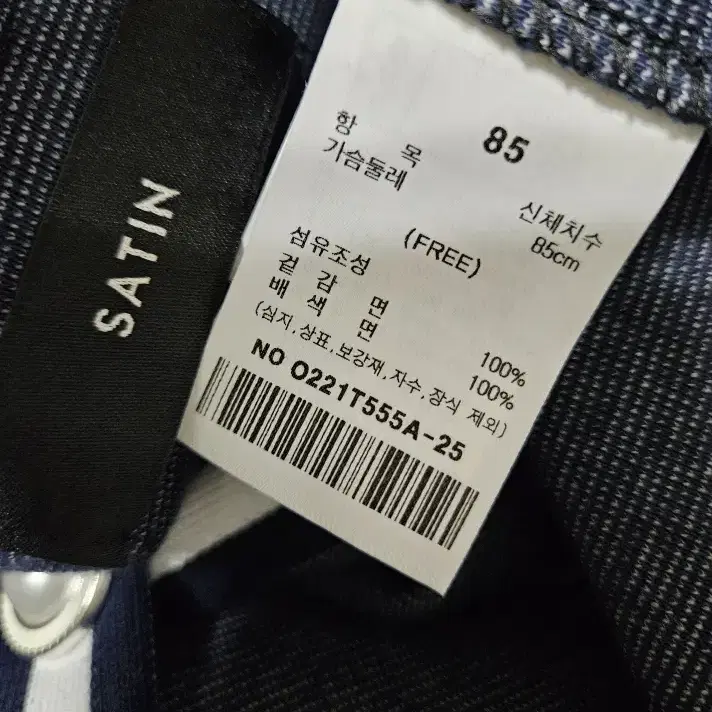 SATIN
85
항 목 신체치수
가슴둘레 85cm
(FREE)
섬유조성
겉 감 면 100%
배 색 면 100%
(심지,상표,보강재,자수,장식 제외)
NO O221T555A-25